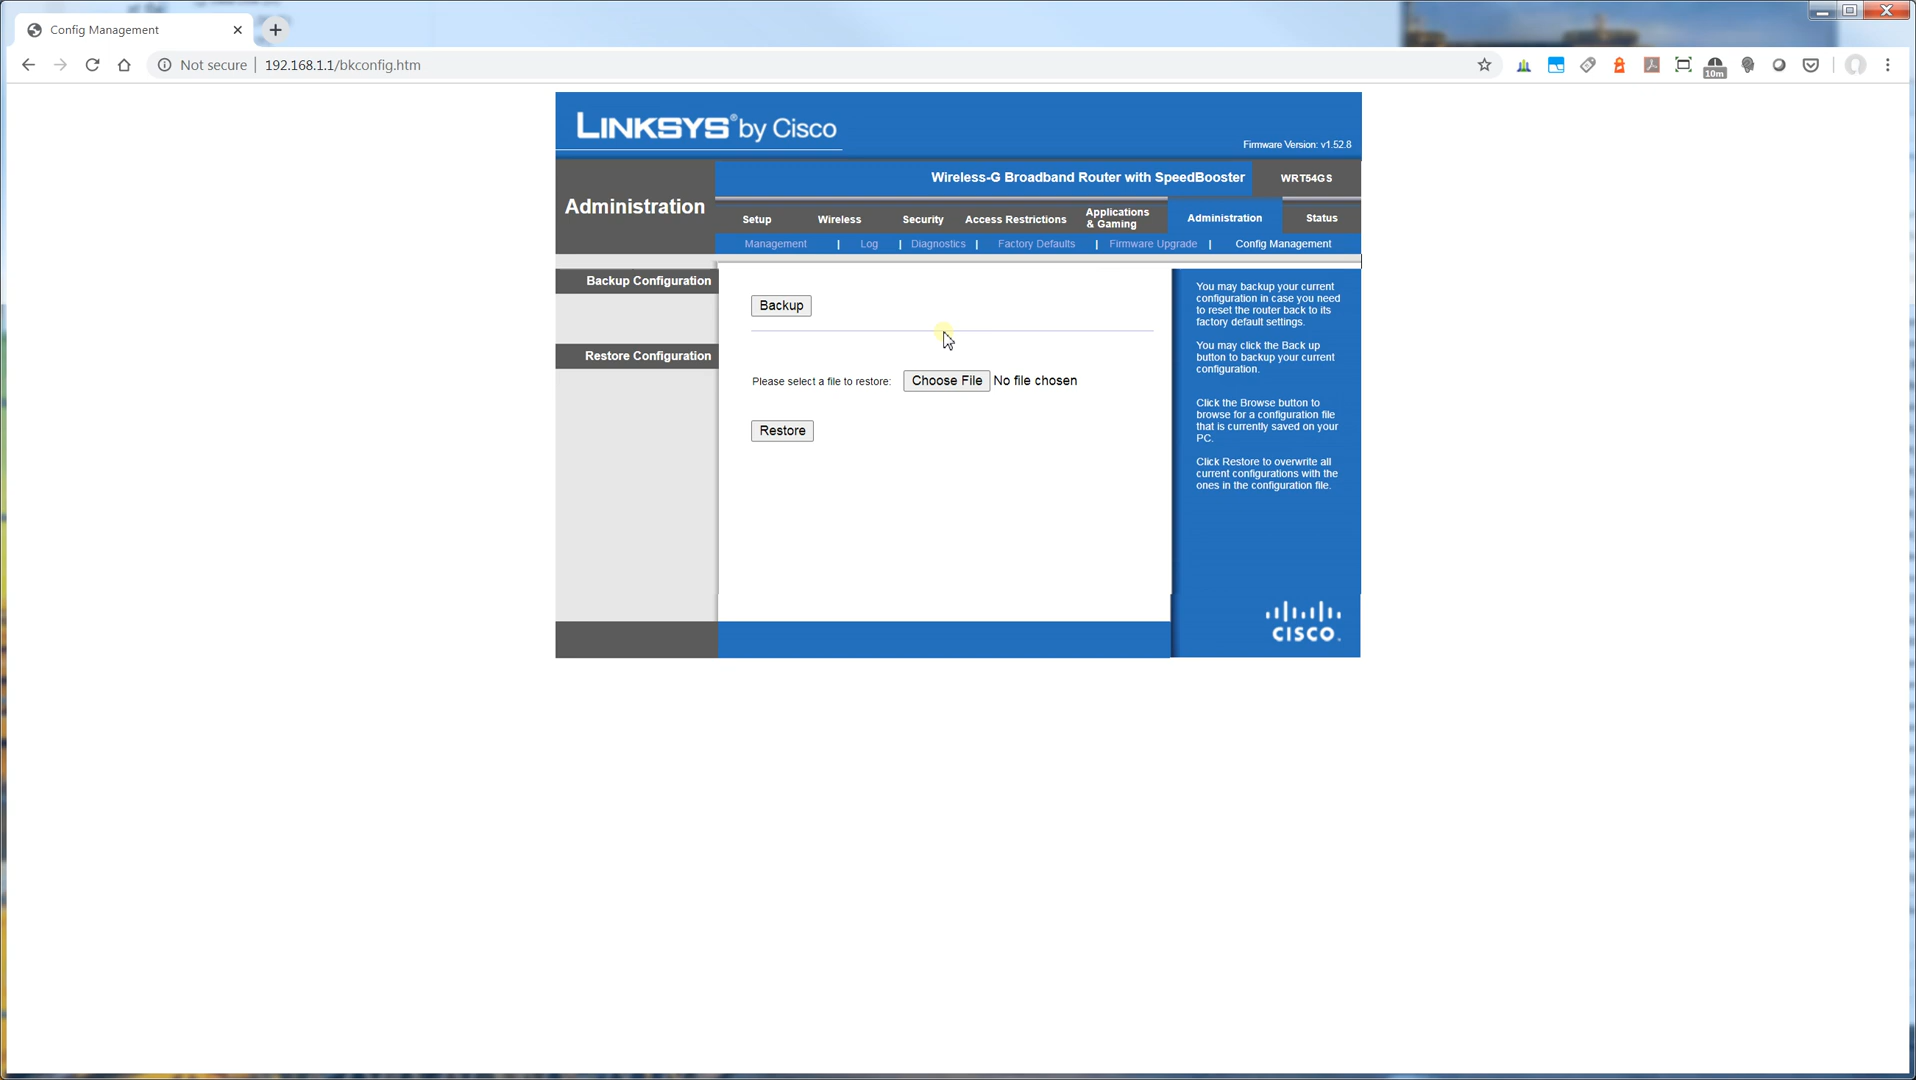 Config Management
Not secure | 192.168.1.1/bkconfig.htm
10m
LINKSYS® by Cisco
Firmware Version: v1.52.8
Wireless-G Broadband Router with SpeedBooster
WRT54GS
Administration
Setup
Wireless
Security
Access Restrictions
Applications
& Gaming
Administration
Status
Management | Log | Diagnostics | Factory Defaults | Firmware Upgrade | Config Management
Backup Configuration
Backup
Restore Configuration
Please select a file to restore: Choose File No file chosen
Restore
You may backup your current
configuration in case you need
to reset the router back to its
factory default settings.
You may click the Back up
button to backup your current
configuration.
Click the Browse button to
browse for a configuration file
that is currently saved on your
PC.
Click Restore to overwrite all
current configurations with the
ones in the configuration file.
CISCO.